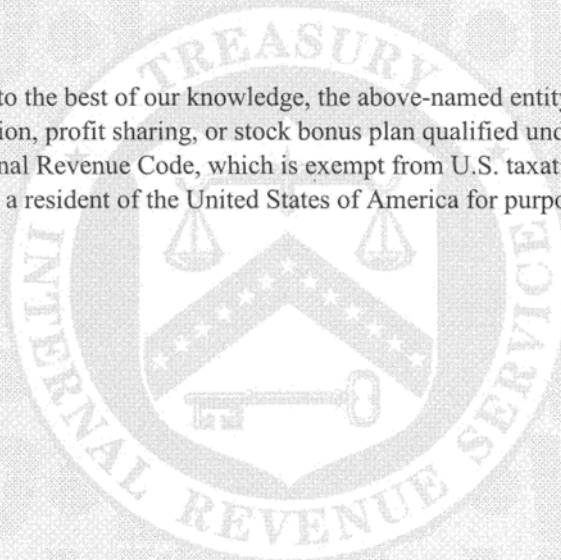 to the best of our knowledge, the above-named entity
ion, profit sharing, or stock bonus plan qualified und
nal Revenue Code, which is exempt from U.S. taxat
a resident of the United States of America for purpo
TREASURY
INTERNAL REVENUE SERVICE